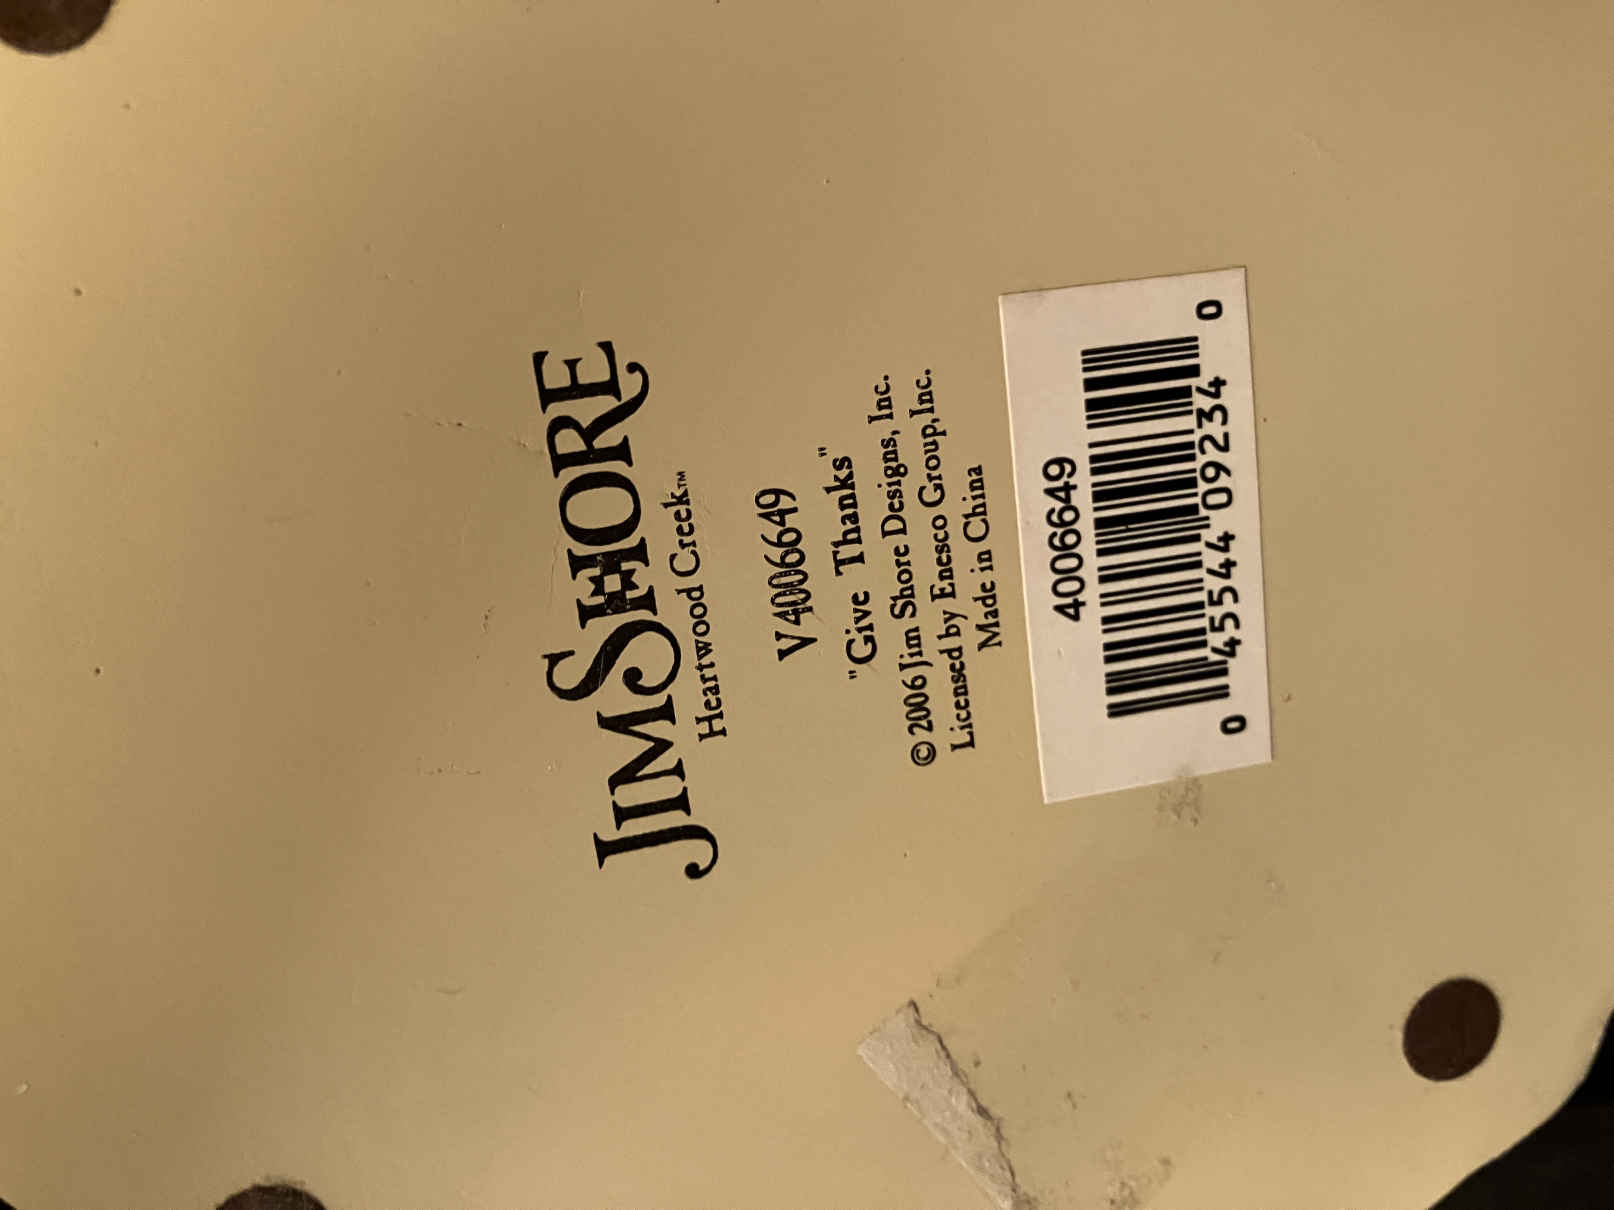 JIM SHORE
Heartwood Creek™
V4006649
"Give Thanks"
© 2006 Jim Shore Designs, Inc.
Licensed by Enesco Group, Inc.
Made in China
4006649
0 45544 09234 0